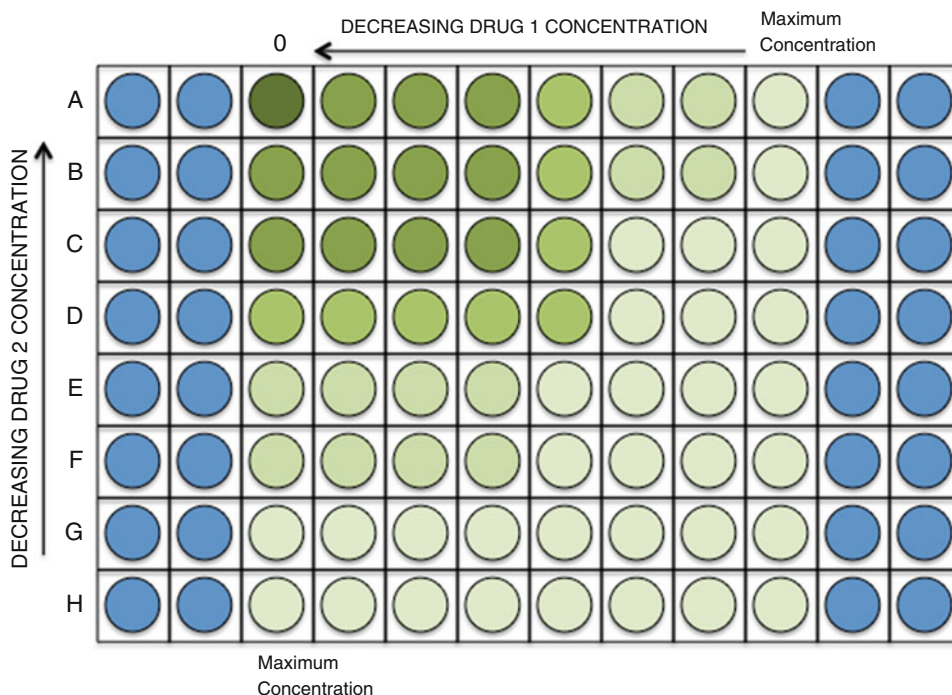 DECREASING DRUG 1 CONCENTRATION
Maximum
Concentration
0
A
B
C
D
E
F
G
H
DECREASING DRUG 2 CONCENTRATION
Maximum
Concentration